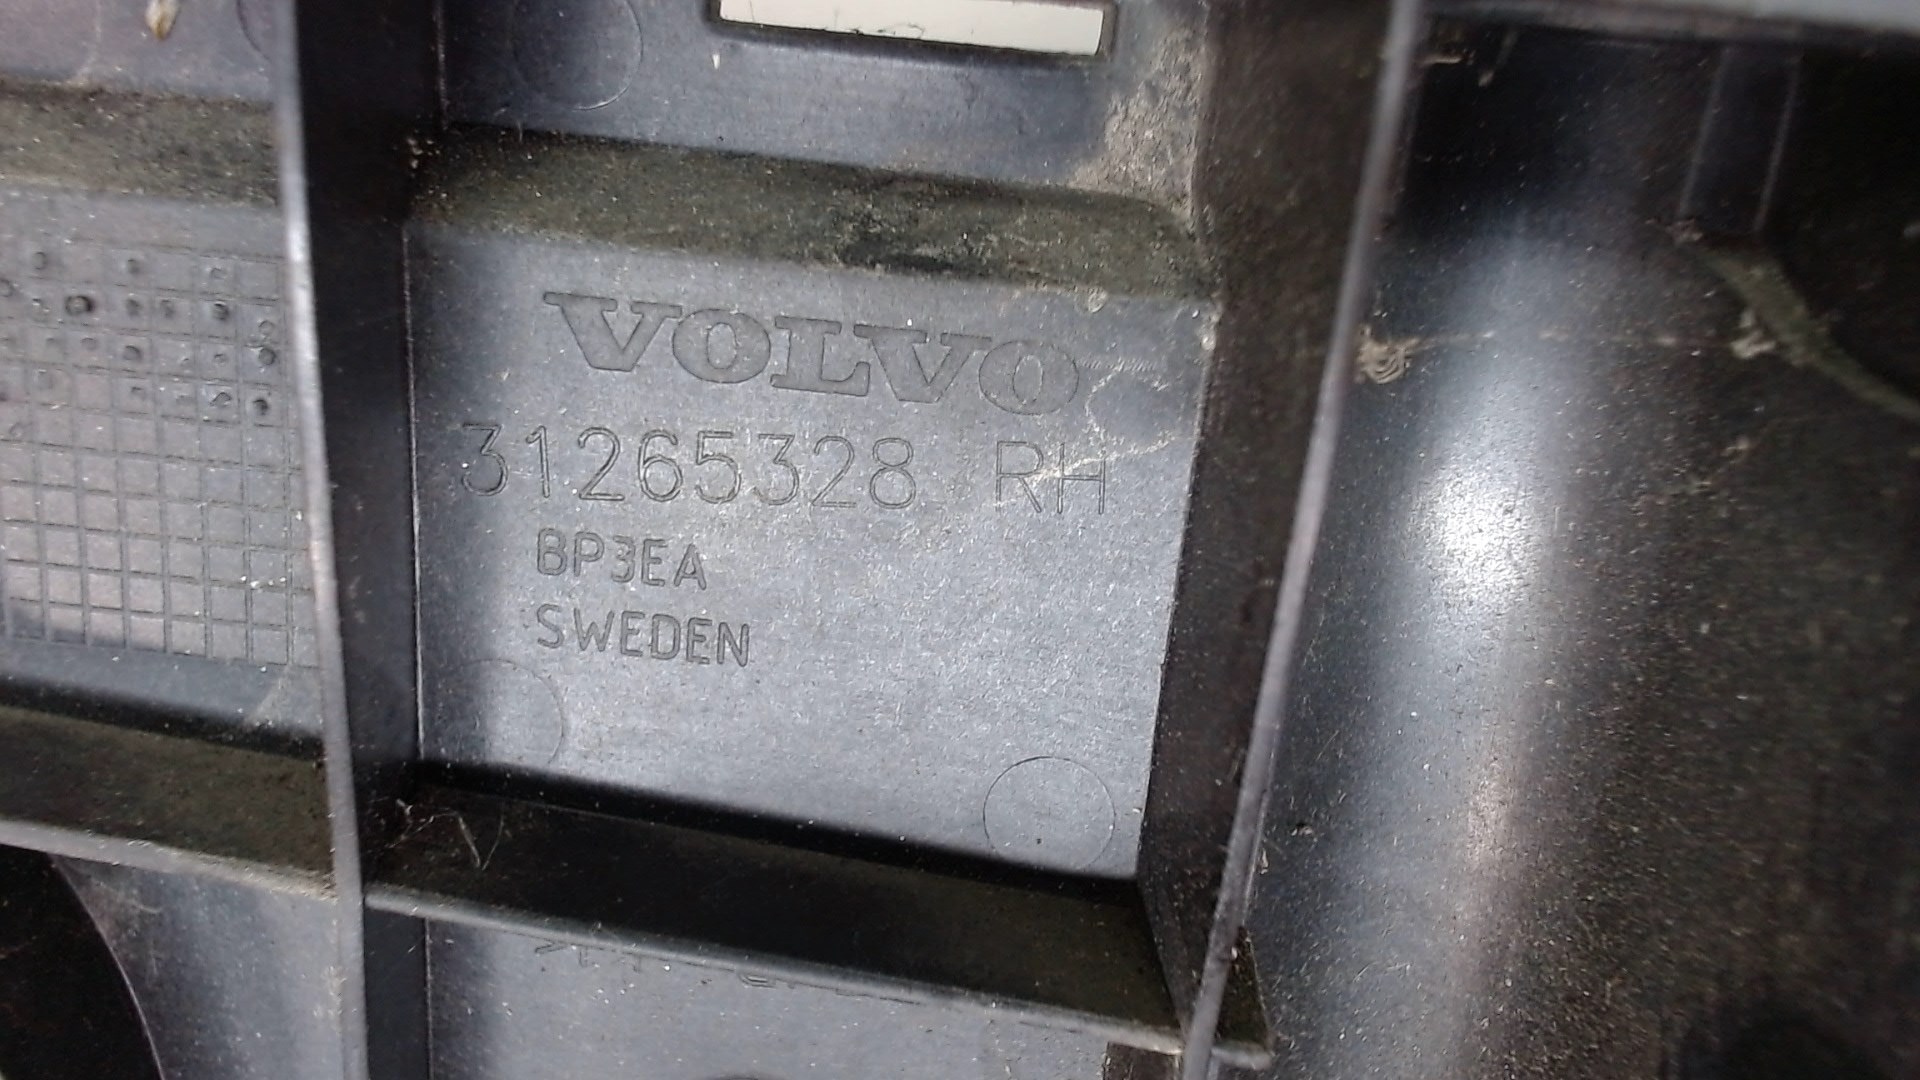 VOLVO
31265328 RH
BP3EA
SWEDEN